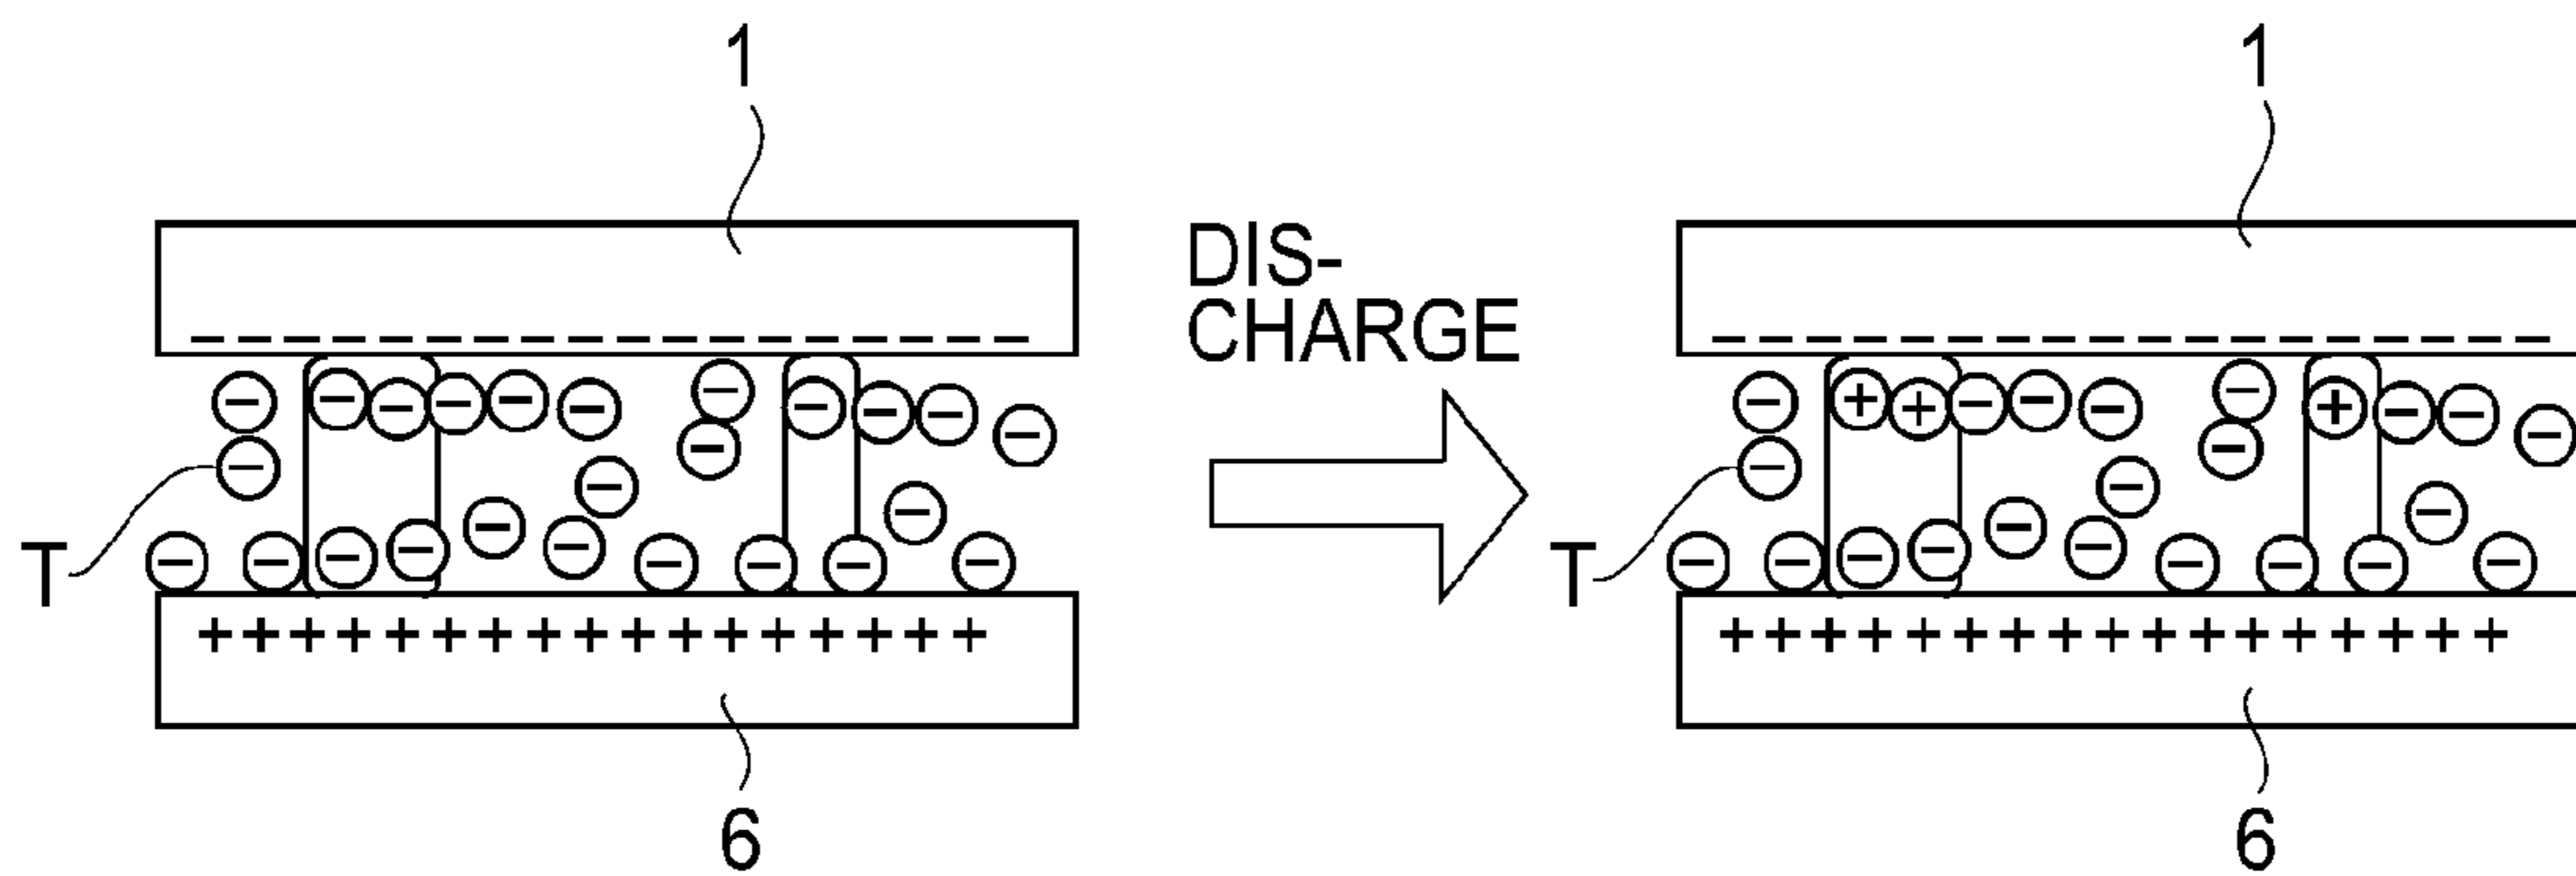 1
1
DIS-
CHARGE
− − − − − − − − − − − − − − − − − −
− − − − − − − − − − − − − − − − − −
T
T
+ + + + + + + + + + + + + + + + +
+ + + + + + + + + + + + + + + + +
6
6